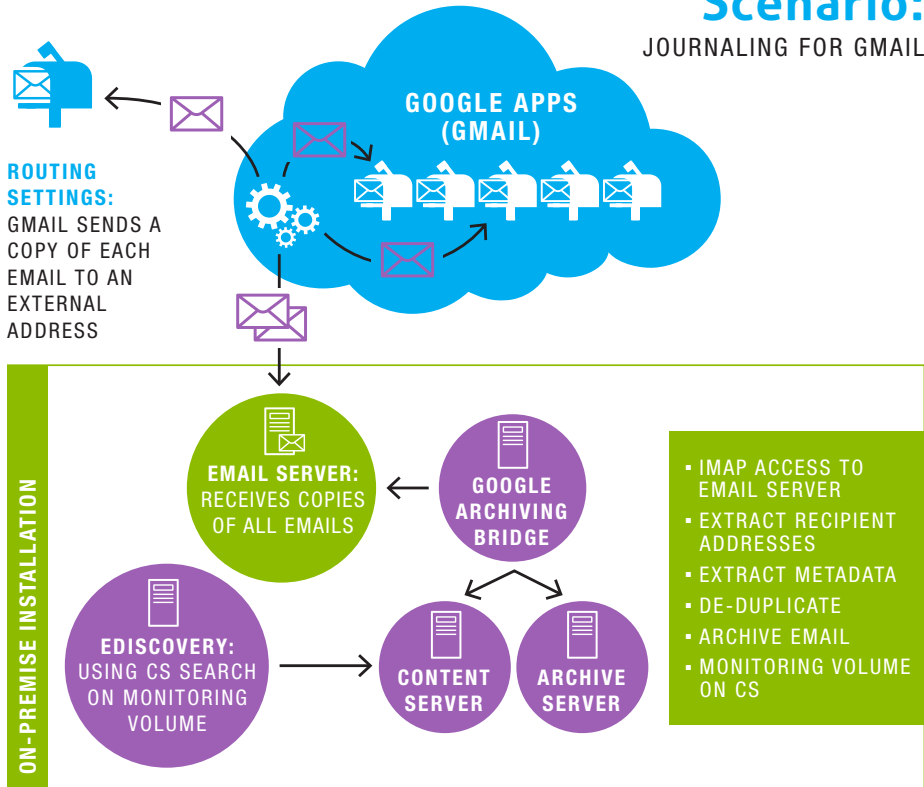 Scenario:
JOURNALING FOR GMAIL
GOOGLE APPS
(GMAIL)
ROUTING
SETTINGS:
GMAIL SENDS A
COPY OF EACH
EMAIL TO AN
EXTERNAL
ADDRESS
ON-PREMISE INSTALLATION
EMAIL SERVER:
RECEIVES COPIES
OF ALL EMAILS
GOOGLE
ARCHIVING
BRIDGE
EDISCOVERY:
USING CS SEARCH
ON MONITORING
VOLUME
CONTENT
SERVER
ARCHIVE
SERVER
▪ IMAP ACCESS TO
EMAIL SERVER
▪ EXTRACT RECIPIENT
ADDRESSES
▪ EXTRACT METADATA
▪ DE-DUPLICATE
▪ ARCHIVE EMAIL
▪ MONITORING VOLUME
ON CS